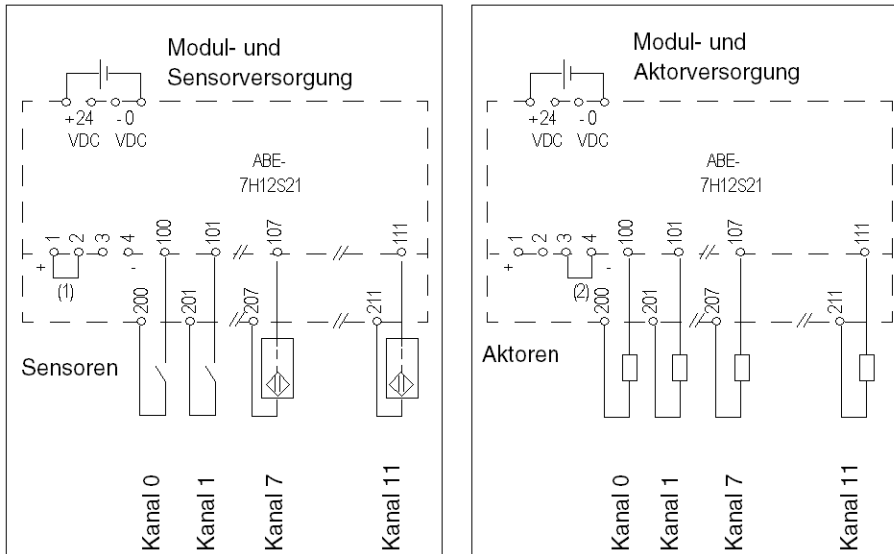 Modul- und
Sensorversorgung
+24
VDC
- 0
VDC
ABE-
7H12S21
1
2
3
4
100
101
107
111
+
(1)
-
200
201
207
211
Sensoren
Kanal 0
Kanal 1
Kanal 7
Kanal 11
Modul- und
Aktorversorgung
+24
VDC
- 0
VDC
ABE-
7H12S21
1
2
3
4
100
101
107
111
+
(2)
-
200
201
207
211
Aktoren
Kanal 0
Kanal 1
Kanal 7
Kanal 11